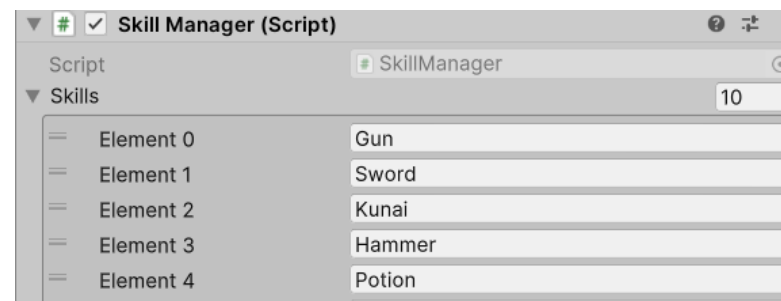 # Skill Manager (Script)
Script # SkillManager
Skills 10
Element 0 Gun
Element 1 Sword
Element 2 Kunai
Element 3 Hammer
Element 4 Potion